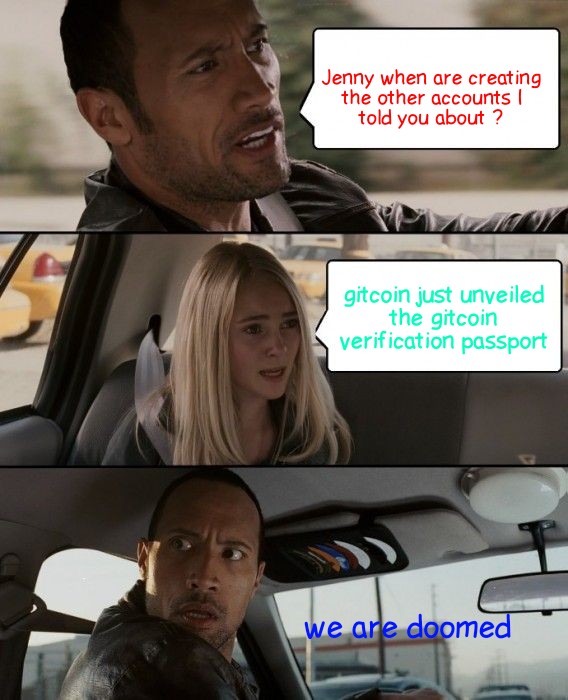 Jenny when are creating
the other accounts I
told you about ?
gitcoin just unveiled
the gitcoin
verification passport
we are doomed